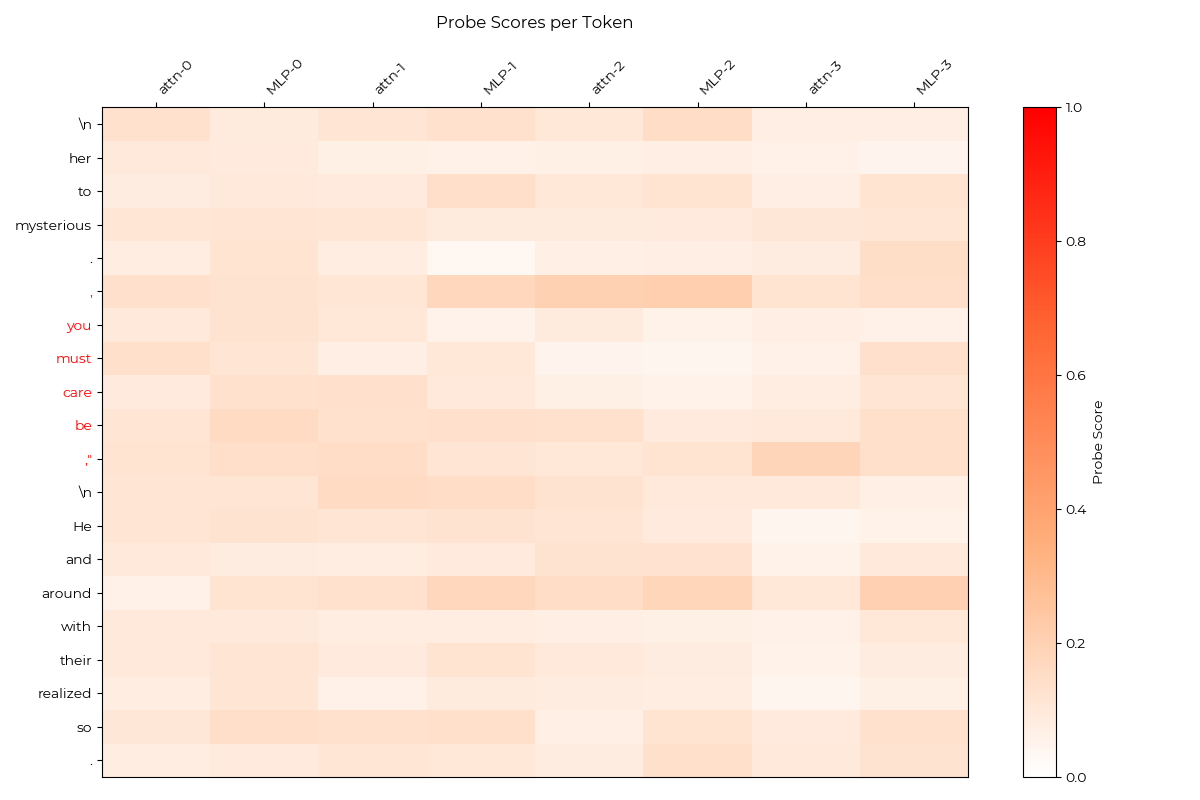 Probe Scores per Token
attn-0 MLP-0 attn-1 MLP-1 attn-2 MLP-2 attn-3 MLP-3
\n
her
to
mysterious
.
,
you
must
care
be
,"
\n
He
and
around
with
their
realized
so
.
1.0
0.8
0.6
0.4
0.2
0.0
Probe Score